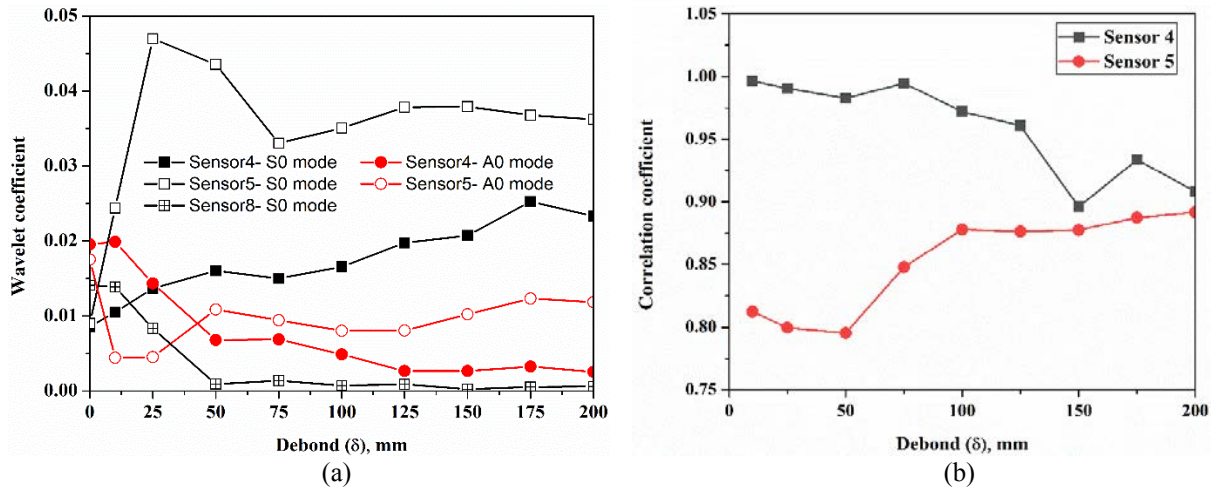 0.05
0.04
0.03
0.02
0.01
0.00
Wavelet coefficient
Sensor4- S0 mode
Sensor5- S0 mode
Sensor8- S0 mode
Sensor4- A0 mode
Sensor5- A0 mode
0 25 50 75 100 125 150 175 200
Debond (δ), mm
(a)
1.05
1.00
0.95
0.90
0.85
0.80
0.75
Correlation coefficient
Sensor 4
Sensor 5
0 50 100 150 200
Debond (δ), mm
(b)